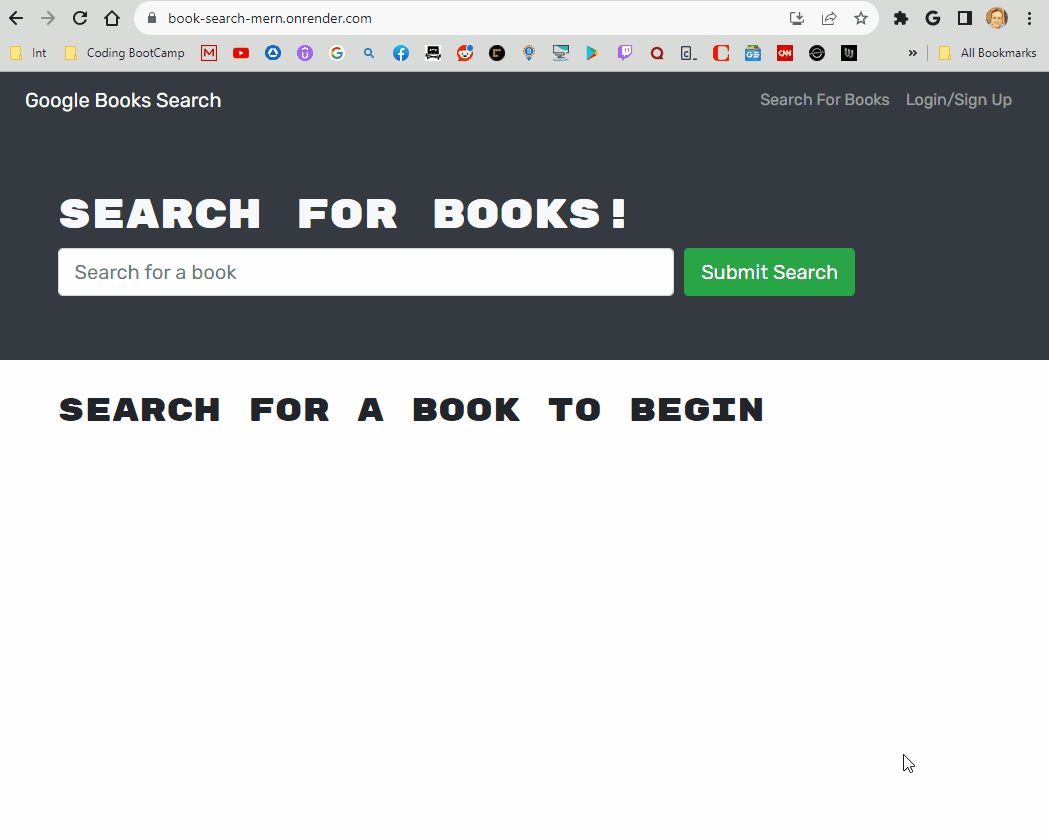 book-search-mern.onrender.com
Int Coding BootCamp All Bookmarks
Google Books Search Search For Books Login/Sign Up
SEARCH FOR BOOKS!
Search for a book Submit Search
SEARCH FOR A BOOK TO BEGIN